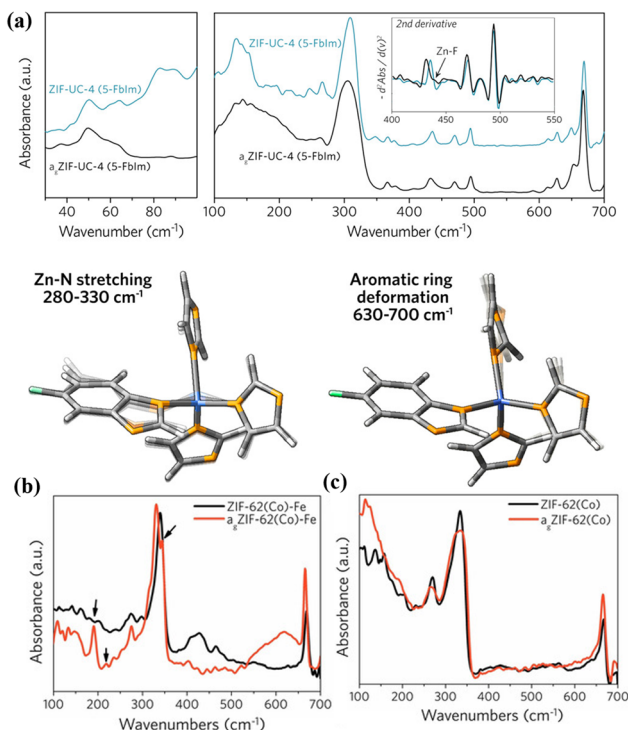 (a)
ZIF-UC-4 (5-FbIm)
agZIF-UC-4 (5-FbIm)
Absorbance (a.u.)
40 60 80
Wavenumber (cm-1)
2nd derivative
Zn-F
- d2Abs / d(v)2
400 450 500 550
ZIF-UC-4 (5-FbIm)
agZIF-UC-4 (5-FbIm)
100 200 300 400 500 600 700
Wavenumber (cm-1)
Zn-N stretching
280-330 cm-1
Aromatic ring
deformation
630-700 cm-1
(b)
ZIF-62(Co)-Fe
agZIF-62(Co)-Fe
Absorbance (a.u.)
100 200 300 400 500 600 700
Wavenumbers (cm-1)
(c)
ZIF-62(Co)
agZIF-62(Co)
Absorbance (a.u.)
100 200 300 400 500 600 700
Wavenumbers (cm-1)